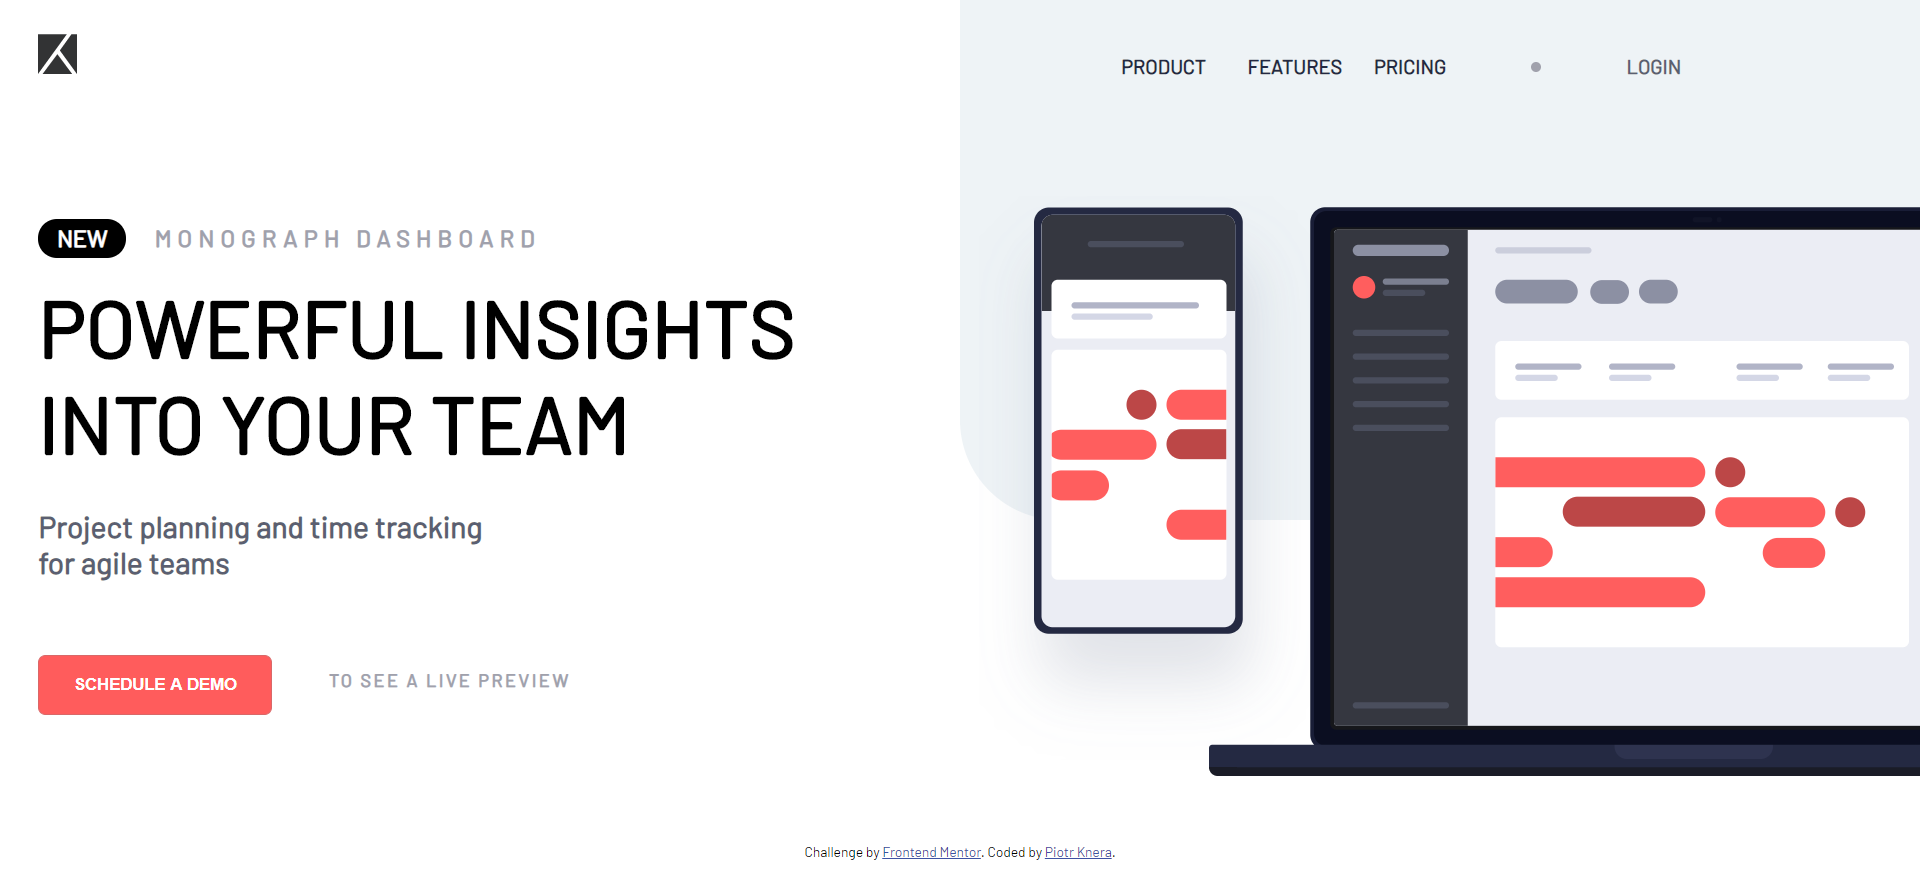 PRODUCT FEATURES PRICING LOGIN
NEW MONOGRAPH DASHBOARD
POWERFUL INSIGHTS
INTO YOUR TEAM
Project planning and time tracking
for agile teams
SCHEDULE A DEMO TO SEE A LIVE PREVIEW
Challenge by Frontend Mentor. Coded by Piotr Knera.